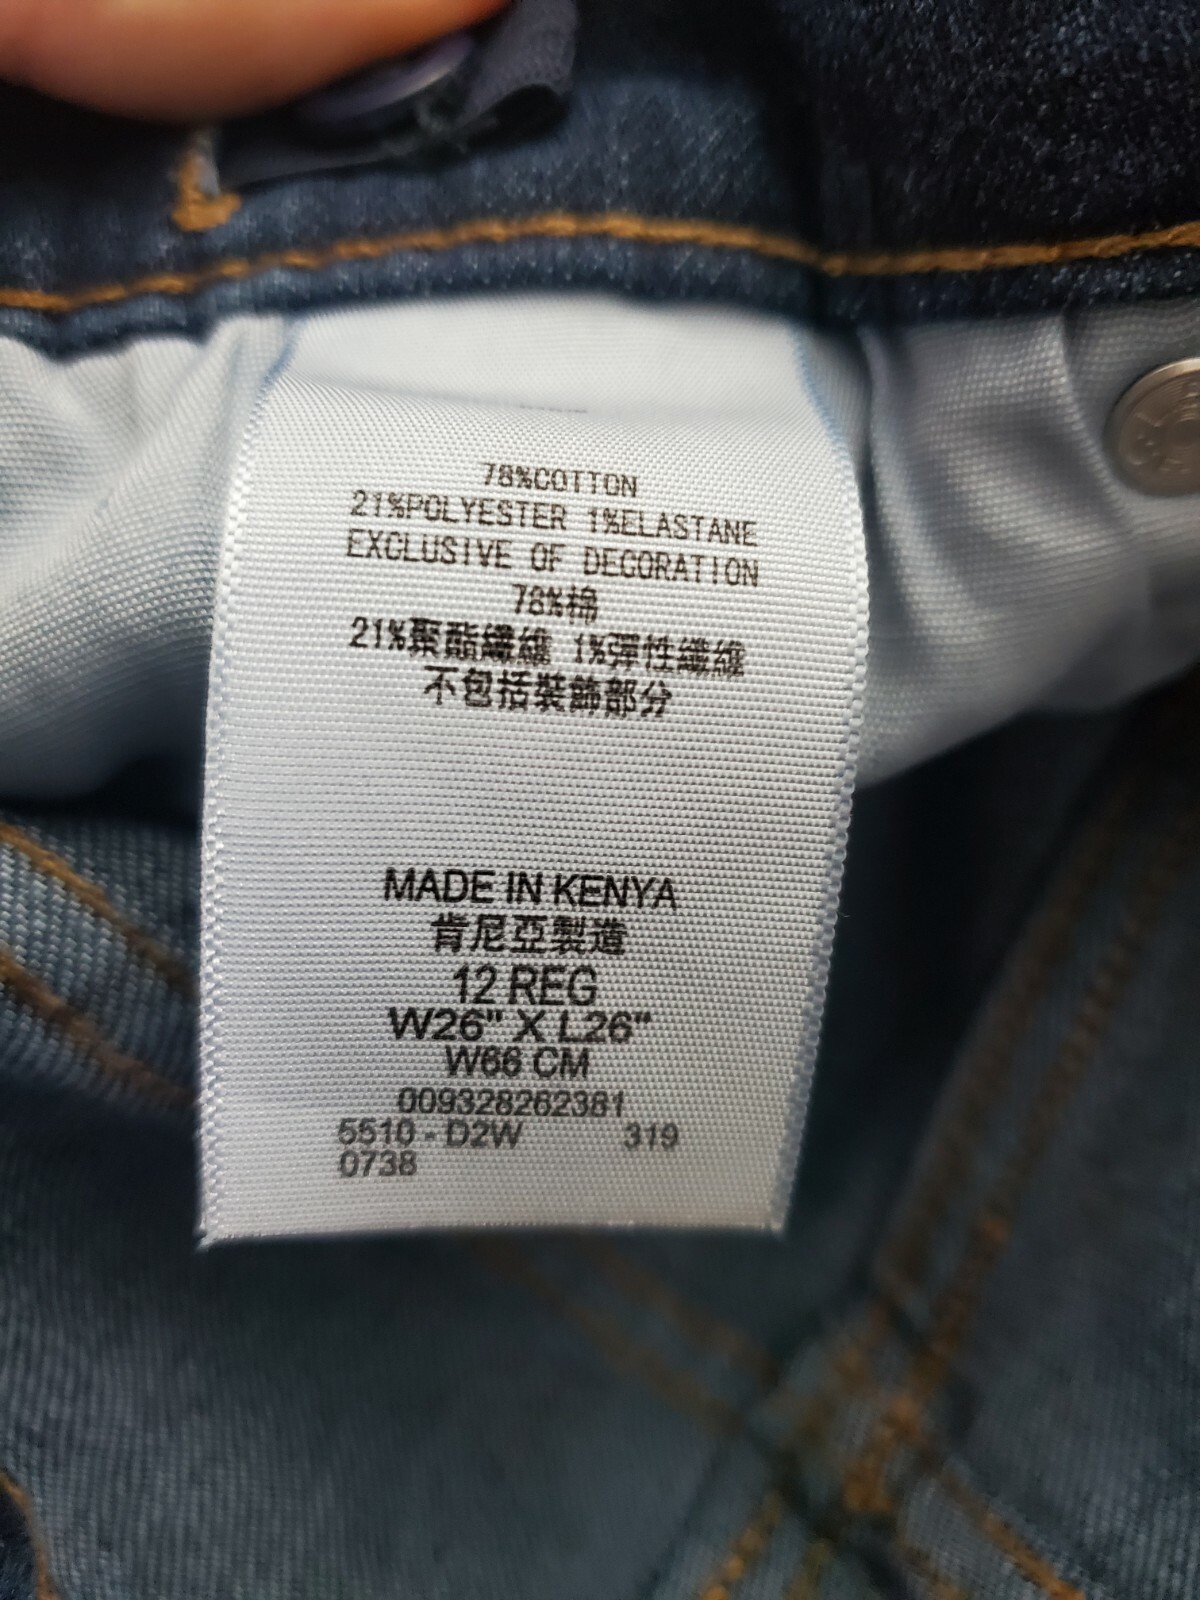 78%COTTON
21%POLYESTER 1%ELASTANE
EXCLUSIVE OF DECORATION
78%棉
21%聚酯纖維 1%彈性纖維
不包括裝飾部分
MADE IN KENYA
肯尼亞製造
12 REG
W26" X L26"
W66 CM
009328262381
5510 - D2W 319
0738